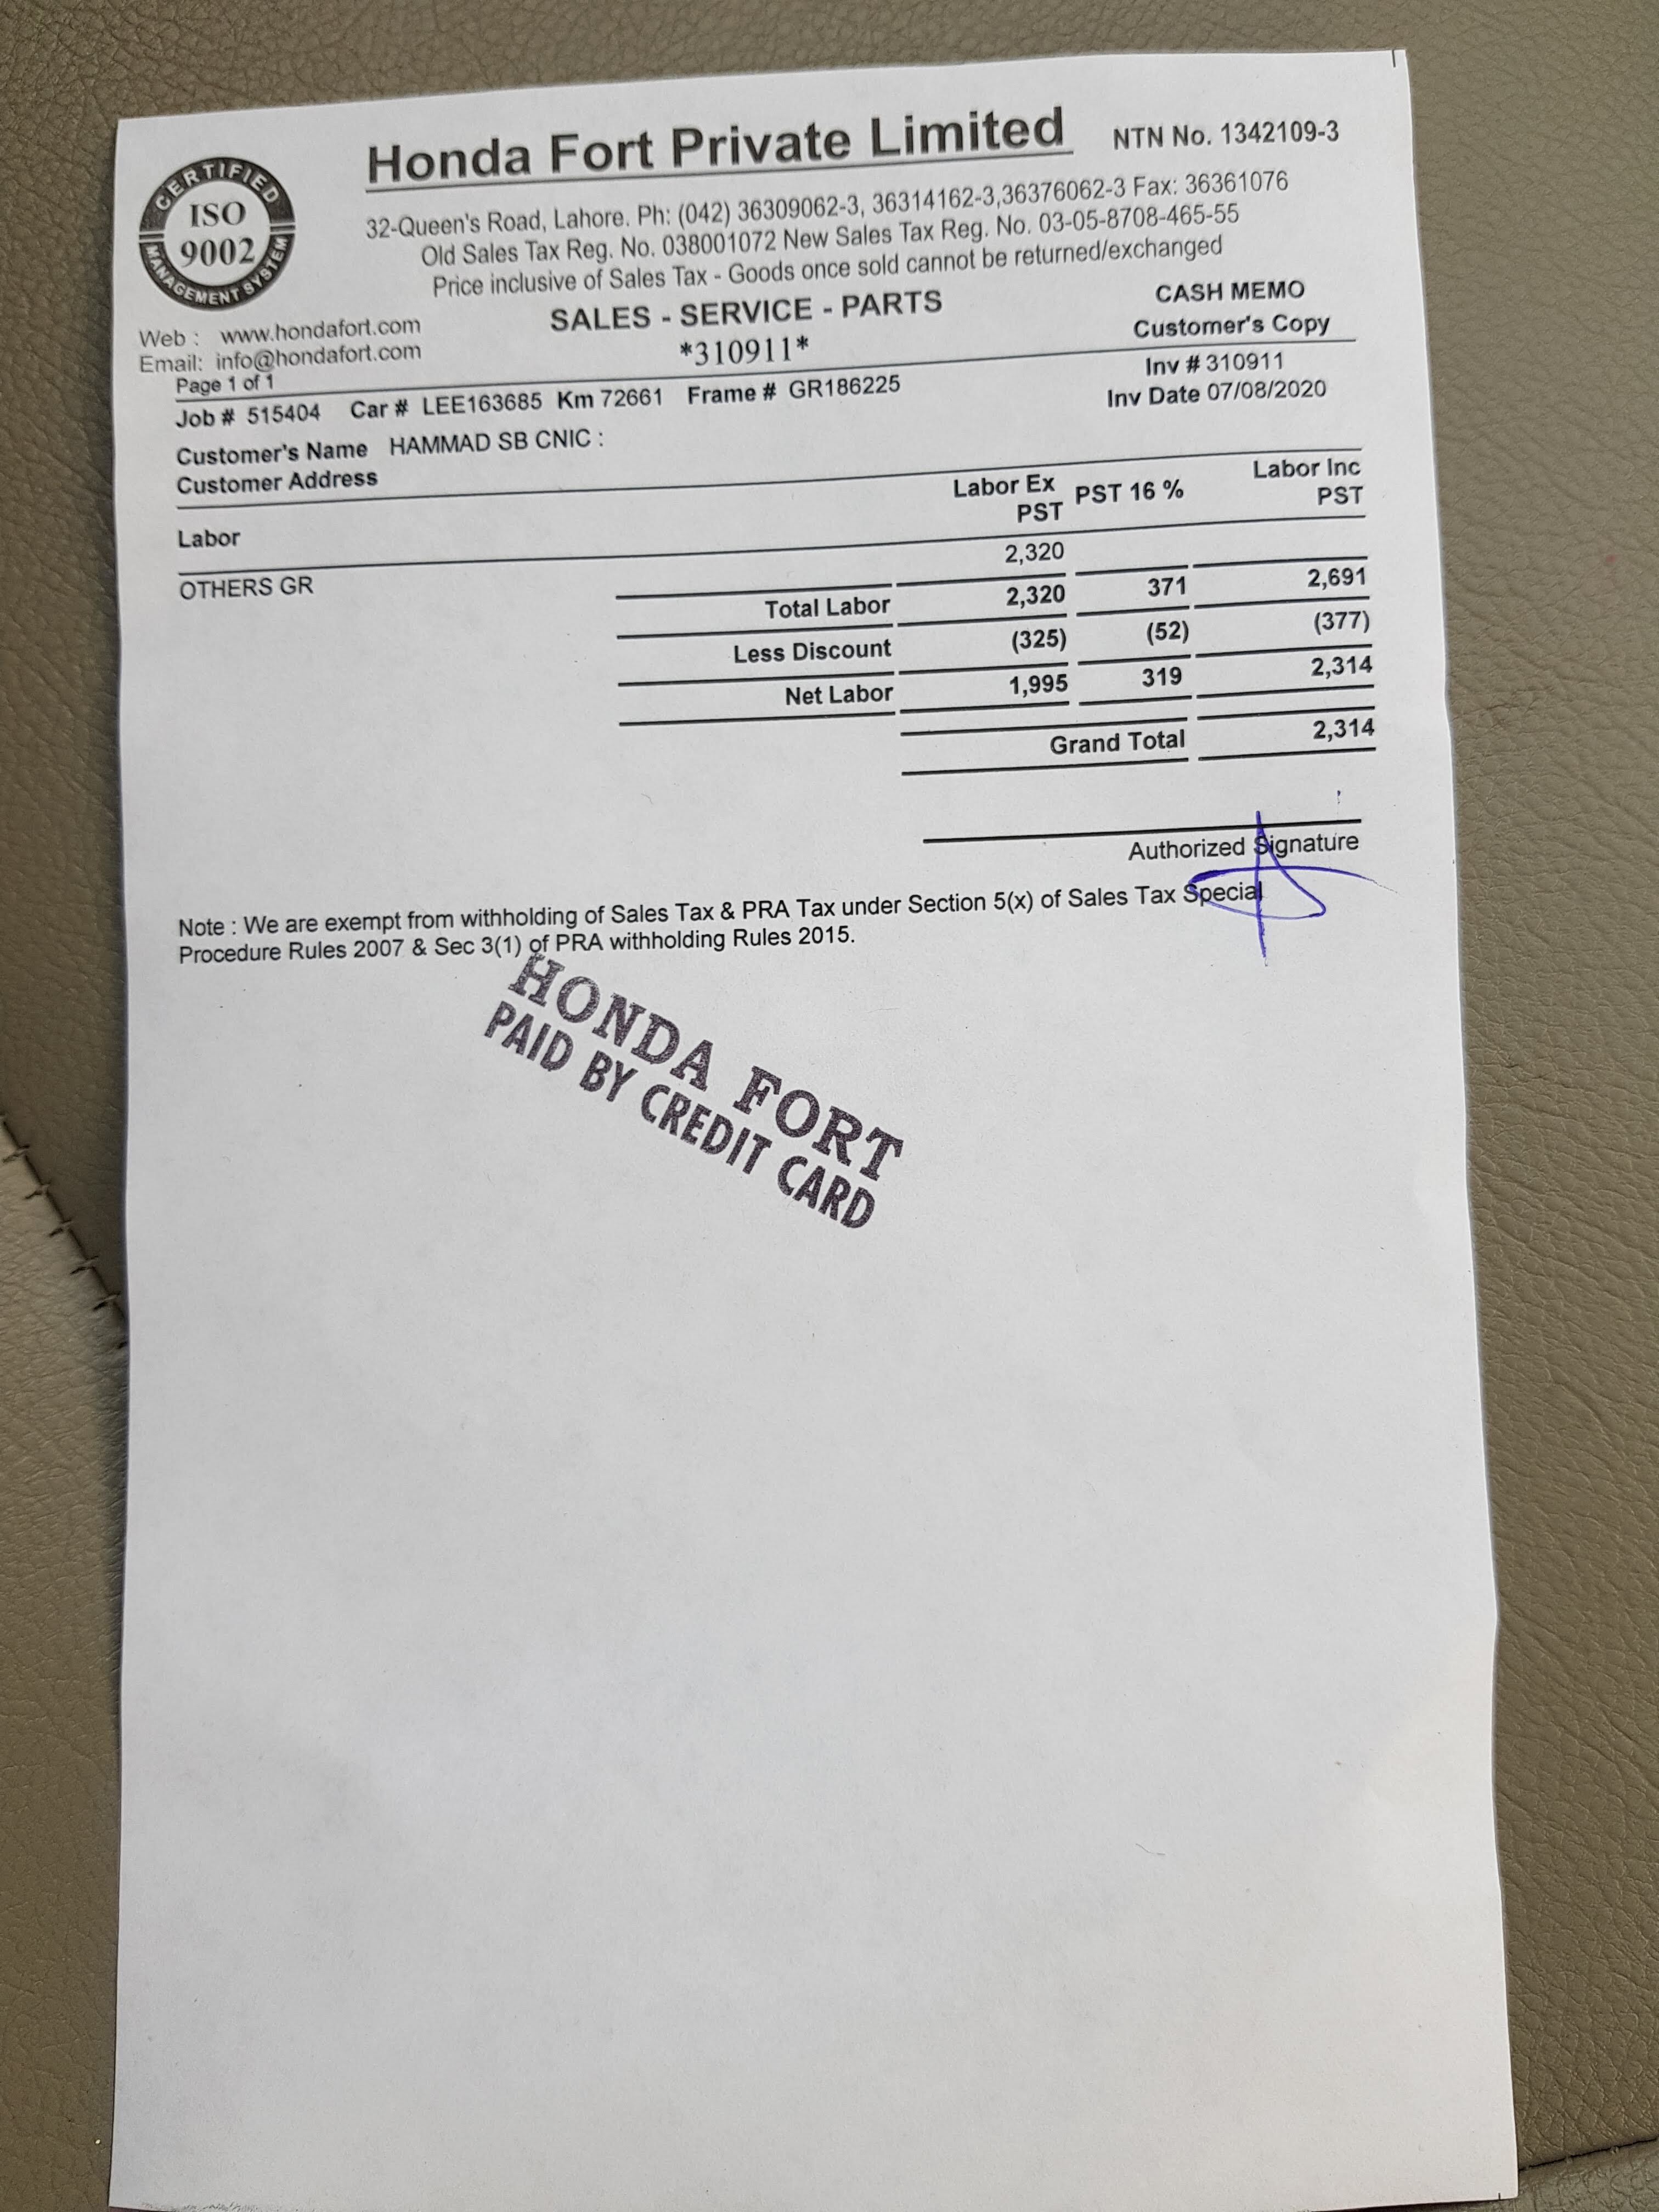 Honda Fort Private Limited NTN No. 1342109-3
CERTIFIED
ISO
9002
MANAGEMENT SYSTEM
32-Queen's Road, Lahore. Ph: (042) 36309062-3, 36314162-3,36376062-3 Fax: 36361076
Old Sales Tax Reg. No. 038001072 New Sales Tax Reg. No. 03-05-8708-465-55
Price inclusive of Sales Tax - Goods once sold cannot be returned/exchanged
SALES - SERVICE - PARTS
CASH MEMO
Customer's Copy
Web : www.hondafort.com
Email: info@hondafort.com
*310911*
Page 1 of 1
Inv # 310911
Job # 515404 Car # LEE163685 Km 72661 Frame # GR186225
Inv Date 07/08/2020
Customer's Name HAMMAD SB CNIC :
Customer Address
Labor Labor Ex PST PST 16 % Labor Inc PST
OTHERS GR 2,320
Total Labor 2,320 371 2,691
Less Discount (325) (52) (377)
Net Labor 1,995 319 2,314
Grand Total 2,314
Authorized Signature
Note : We are exempt from withholding of Sales Tax & PRA Tax under Section 5(x) of Sales Tax Special
Procedure Rules 2007 & Sec 3(1) of PRA withholding Rules 2015.
HONDA FORT
PAID BY CREDIT CARD